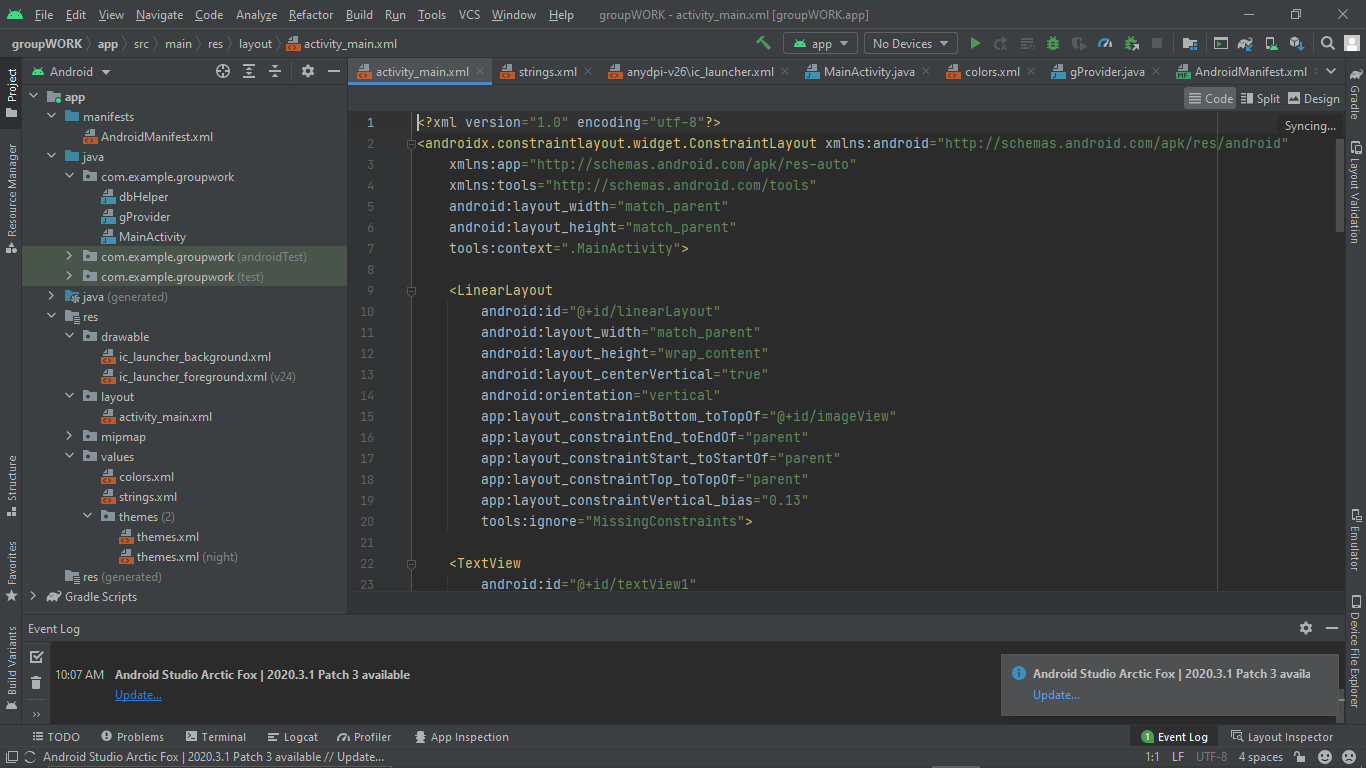 File Edit View Navigate Code Analyze Refactor Build Run Tools VCS Window Help groupWORK - activity_main.xml [groupWORK.app]
groupWORK app src main res layout activity_main.xml app No Devices
Project
Android
activity_main.xml strings.xml anydpi-v26\ic_launcher.xml MainActivity.java colors.xml gProvider.java AndroidManifest.xml
Code Split Design
app
manifests
AndroidManifest.xml
java
com.example.groupwork
dbHelper
gProvider
MainActivity
com.example.groupwork (androidTest)
com.example.groupwork (test)
java (generated)
res
drawable
ic_launcher_background.xml
ic_launcher_foreground.xml (v24)
layout
activity_main.xml
mipmap
values
colors.xml
strings.xml
themes (2)
themes.xml
themes.xml (night)
res (generated)
Gradle Scripts
Resource Manager
Structure
Favorites
Build Variants
Syncing...
1 <?xml version="1.0" encoding="utf-8"?>
2 <androidx.constraintlayout.widget.ConstraintLayout xmlns:android="http://schemas.android.com/apk/res/android"
3 xmlns:app="http://schemas.android.com/apk/res-auto"
4 xmlns:tools="http://schemas.android.com/tools"
5 android:layout_width="match_parent"
6 android:layout_height="match_parent"
7 tools:context=".MainActivity">
8
9 <LinearLayout
10 android:id="@+id/linearLayout"
11 android:layout_width="match_parent"
12 android:layout_height="wrap_content"
13 android:layout_centerVertical="true"
14 android:orientation="vertical"
15 app:layout_constraintBottom_toTopOf="@+id/imageView"
16 app:layout_constraintEnd_toEndOf="parent"
17 app:layout_constraintStart_toStartOf="parent"
18 app:layout_constraintTop_toTopOf="parent"
19 app:layout_constraintVertical_bias="0.13"
20 tools:ignore="MissingConstraints">
21
22 <TextView
23 android:id="@+id/textView1"
Gradle
Layout Validation
Emulator
Device File Explorer
Event Log
10:07 AM Android Studio Arctic Fox | 2020.3.1 Patch 3 available
Update...
Android Studio Arctic Fox | 2020.3.1 Patch 3 availa
Update...
TODO Problems Terminal Logcat Profiler App Inspection 1 Event Log Layout Inspector
Android Studio Arctic Fox | 2020.3.1 Patch 3 available // Update... 1:1 LF UTF-8 4 spaces